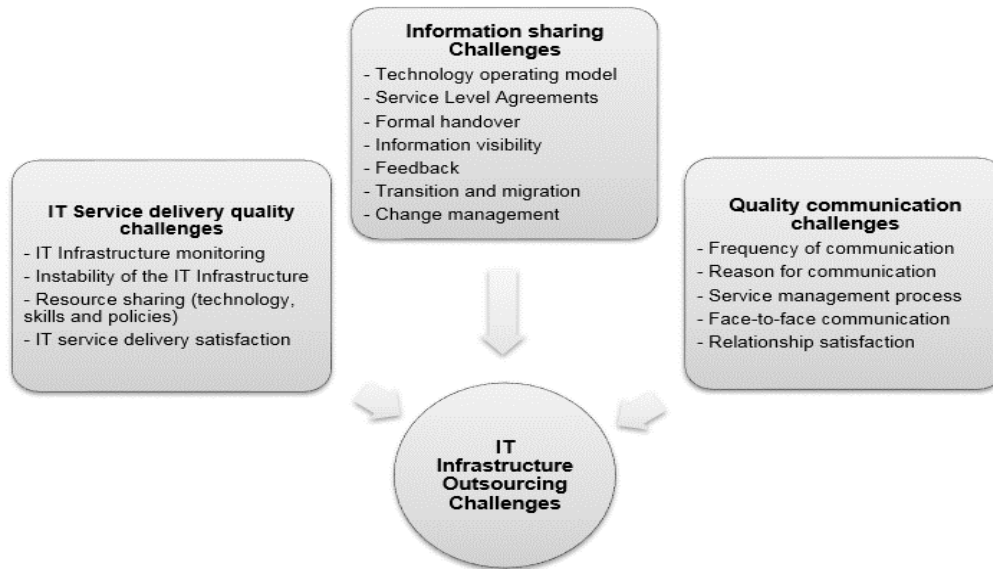 Information sharing
Challenges
- Technology operating model
- Service Level Agreements
- Formal handover
- Information visibility
- Feedback
- Transition and migration
- Change management
IT Service delivery quality
challenges
- IT Infrastructure monitoring
- Instability of the IT Infrastructure
- Resource sharing (technology,
skills and policies)
- IT service delivery satisfaction
Quality communication
challenges
- Frequency of communication
- Reason for communication
- Service management process
- Face-to-face communication
- Relationship satisfaction
IT
Infrastructure
Outsourcing
Challenges